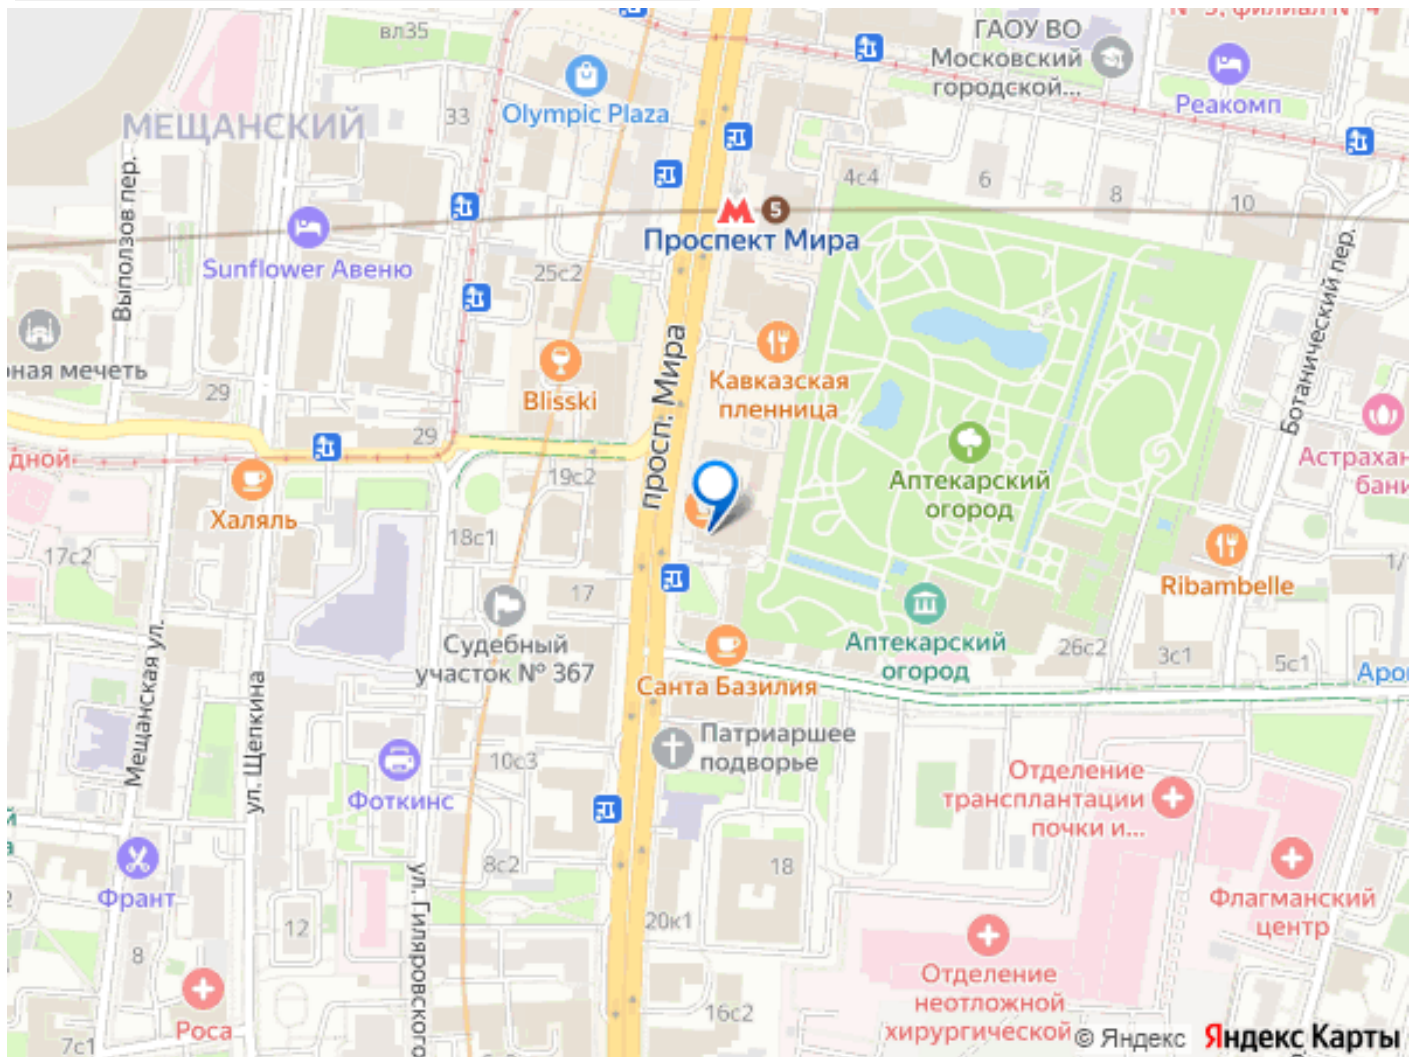 вл35
ГАОУ ВО
Московский
городской...
Реакомп
Olympic Plaza
33
МЕЩАНСКИЙ
Выползов пер.
4с4
6
8
10
5
Проспект Мира
Sunflower Авеню
25с2
Ботанический пер.
ная мечеть
29
Blisski
просп. Мира
Кавказская
пленница
29
дной
Халяль
19с2
Аптекарский
огород
Астрахан
бани
17с2
18с1
17
Ribambelle
1/
Судебный
участок № 367
Аптекарский
огород
26с2
3с1
5с1
Санта Базилия
Мещанская ул.
ул. Щепкина
Патриаршее
подворье
10с3
Фоткинс
Отделение
трансплантации
почки и...
Франт
8с2
ул. Гиляровского
18
Флагманский
центр
12
20к1
8
Роса
Отделение
неотложной
хирургической
16с2
7с1
© Яндекс Яндекс Карты